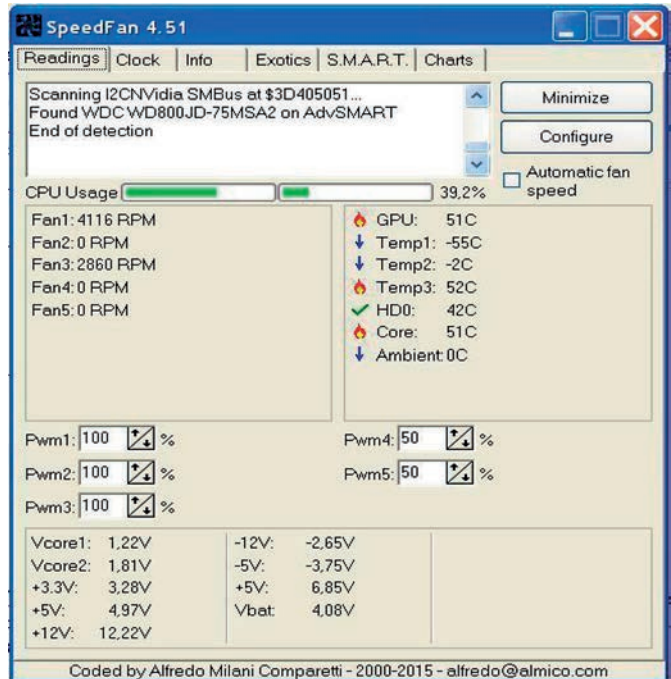 SpeedFan 4.51
Readings Clock Info Exotics S.M.A.R.T. Charts
Scanning I2CNVidia SMBus at $3D405051...
Found WDC WD800JD-75MSA2 on AdvSMART
End of detection
Minimize
Configure
Automatic fan speed
CPU Usage 39,2%
Fan1: 4116 RPM
Fan2: 0 RPM
Fan3: 2860 RPM
Fan4: 0 RPM
Fan5: 0 RPM
GPU: 51C
Temp1: -55C
Temp2: -2C
Temp3: 52C
HD0: 42C
Core: 51C
Ambient: 0C
Pwm1: 100 %
Pwm2: 100 %
Pwm3: 100 %
Pwm4: 50 %
Pwm5: 50 %
Vcore1: 1,22V
Vcore2: 1,81V
+3.3V: 3,28V
+5V: 4,97V
+12V: 12,22V
-12V: -2,65V
-5V: -3,75V
+5V: 6,85V
Vbat: 4,08V
Coded by Alfredo Milani Comparetti - 2000-2015 - alfredo@almico.com